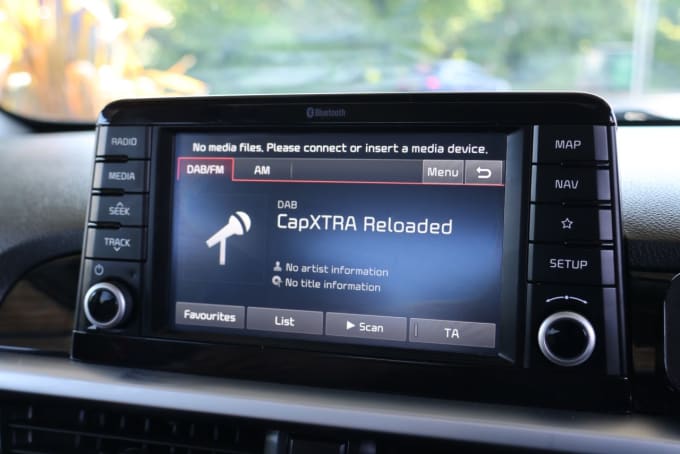 Bluetooth
No media files. Please connect or insert a media device.
RADIO
MEDIA
SEEK
TRACK
DAB/FM
AM
Menu
DAB
CapXTRA Reloaded
No artist information
No title information
Favourites
List
Scan
TA
MAP
NAV
SETUP